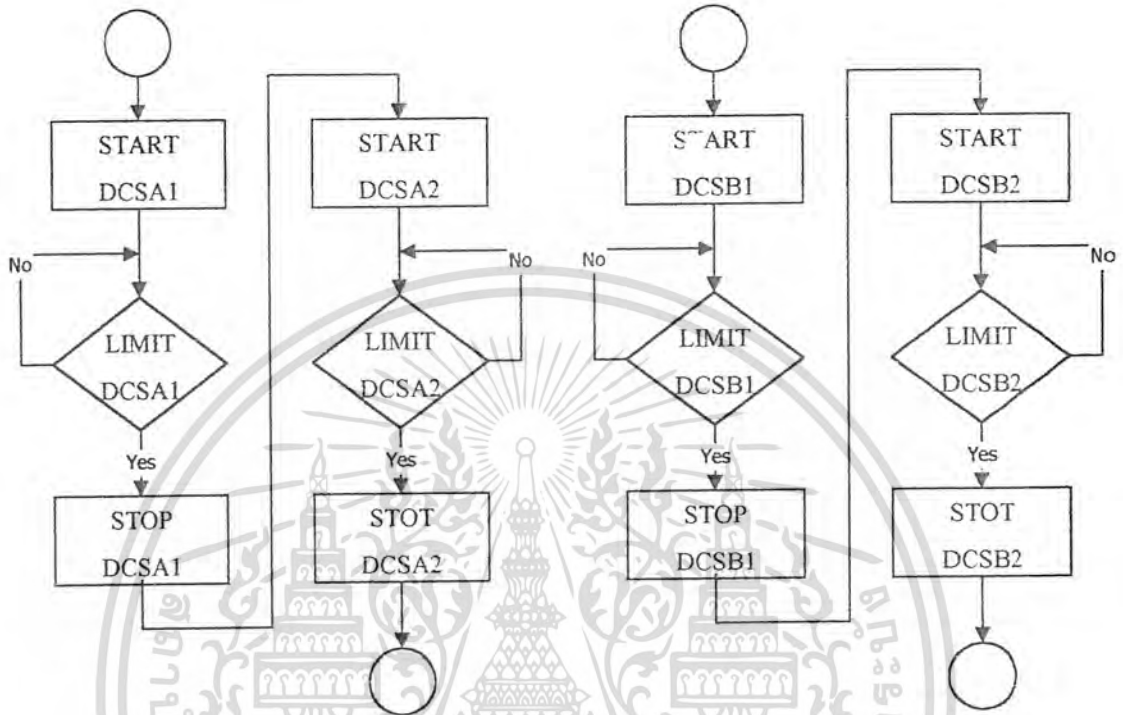 START
DCSA1
No
LIMIT
DCSA1
Yes
STOP
DCSA1
START
DCSA2
No
LIMIT
DCSA2
Yes
STOT
DCSA2
START
DCSB1
No
LIMIT
DCSB1
Yes
STOP
DCSB1
START
DCSB2
No
LIMIT
DCSB2
Yes
STOT
DCSB2